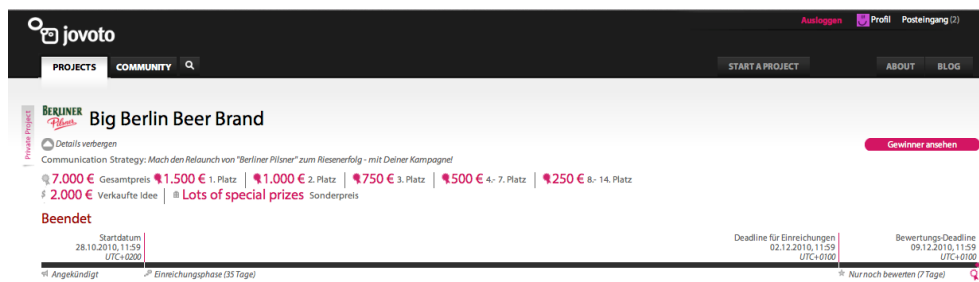 Ausloggen Profil Posteingang (2)
jovoto
PROJECTS COMMUNITY START A PROJECT ABOUT BLOG
Private Project
BERLINER
Pilsner
Big Berlin Beer Brand
Details verbergen
Gewinner ansehen
Communication Strategy: Mach den Relaunch von "Berliner Pilsner" zum Riesenerfolg - mit Deiner Kampagne!
7.000 € Gesamtpreis 1.500 € 1. Platz 1.000 € 2. Platz 750 € 3. Platz 500 € 4.- 7. Platz 250 € 8.- 14. Platz
2.000 € Verkaufte Idee Lots of special prizes Sonderpreis
Beendet
Startdatum Deadline für Einreichungen Bewertungs-Deadline
28.10.2010, 11:59 02.12.2010, 11:59 09.12.2010, 11:59
UTC+0200 UTC+0100 UTC+0100
Angekündigt Einreichungsphase (35 Tage) Nur noch bewerten (7 Tage)